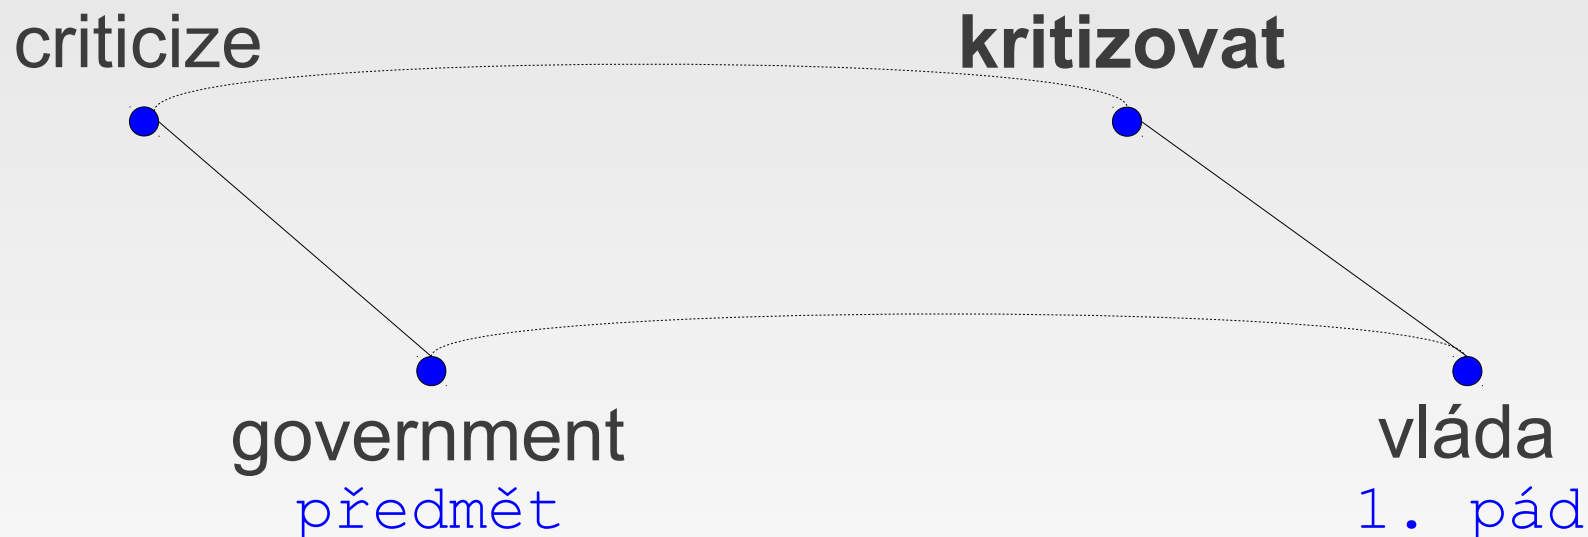 criticize
kritizovat
government
vláda
předmět
1. pád